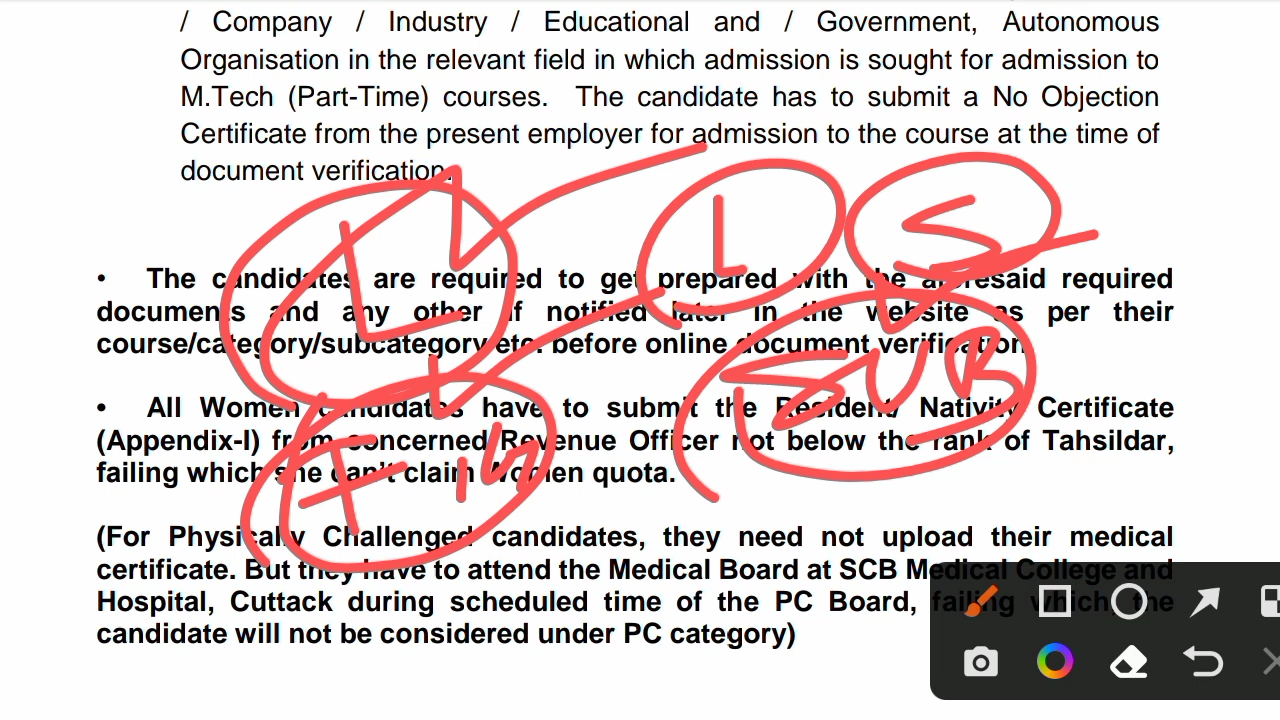 / Company / Industry / Educational and / Government, Autonomous
Organisation in the relevant field in which admission is sought for admission to
M.Tech (Part-Time) courses. The candidate has to submit a No Objection
Certificate from the present employer for admission to the course at the time of
document verification.
L
L
S
• The candidates are required to get prepared with the aforesaid required
documents and any other if notified later in the website as per their
course/category/subcategory etc. before online document verification.
SUB
• All Women candidates have to submit the Resident/ Nativity Certificate
(Appendix-I) from concerned Revenue Officer not below the rank of Tahsildar,
failing which she can't claim Women quota.
(For Physically Challenged candidates, they need not upload their medical
certificate. But they have to attend the Medical Board at SCB Medical College and
Hospital, Cuttack during scheduled time of the PC Board, failing which the
candidate will not be considered under PC category)